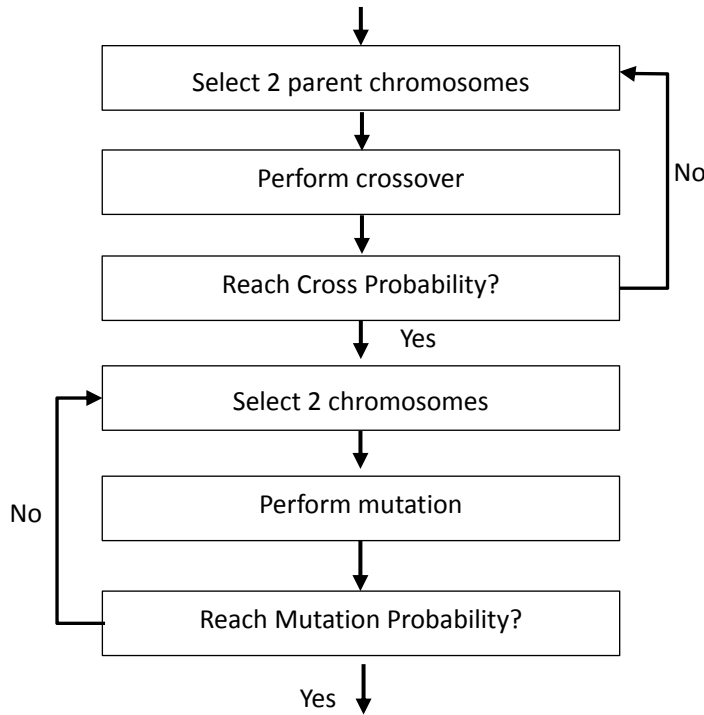 Select 2 parent chromosomes
Perform crossover
No
Reach Cross Probability?
Yes
Select 2 chromosomes
Perform mutation
No
Reach Mutation Probability?
Yes